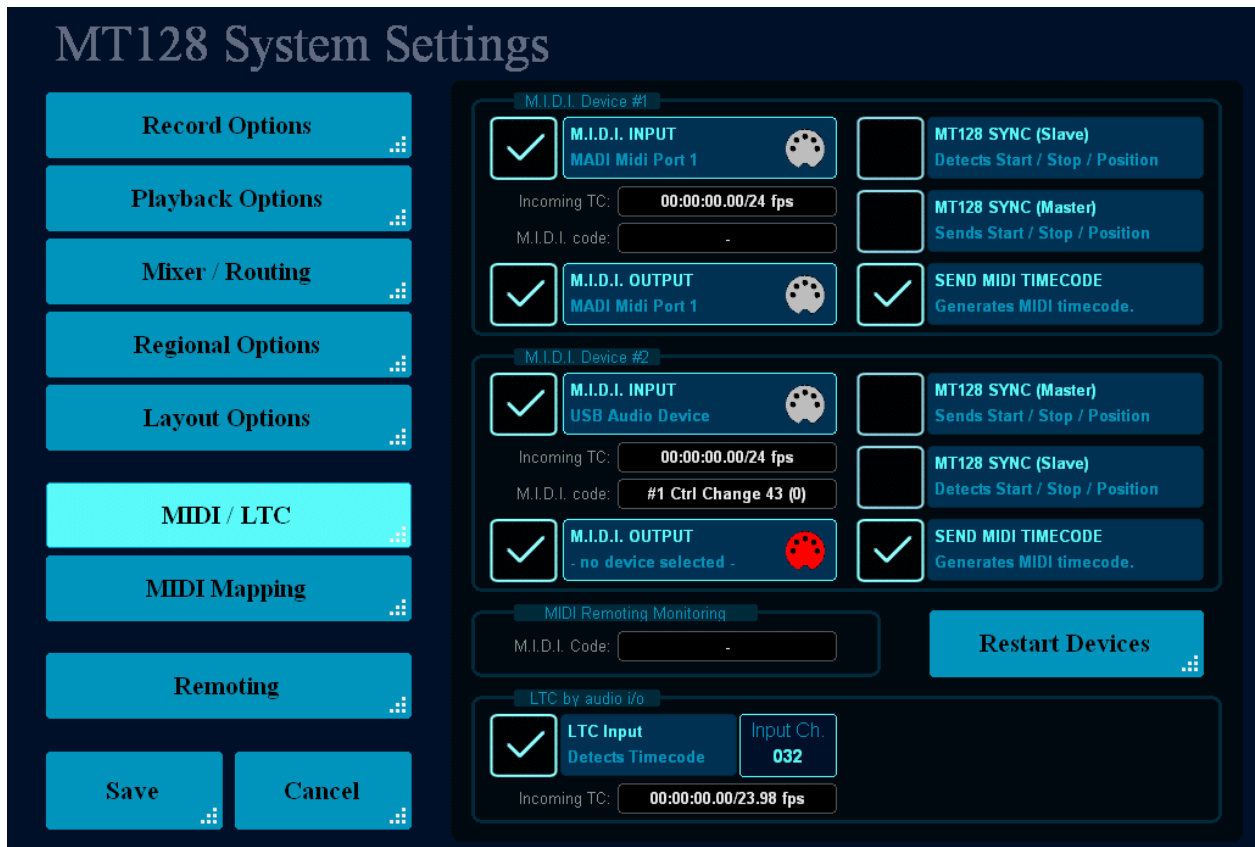 MT128 System Settings
Record Options
Playback Options
Mixer / Routing
Regional Options
Layout Options
MIDI / LTC
MIDI Mapping
Remoting
Save
Cancel
M.I.D.I. Device #1
M.I.D.I. INPUT
MADI Midi Port 1
MT128 SYNC (Slave)
Detects Start / Stop / Position
Incoming TC: 00:00:00.00/24 fps
M.I.D.I. code: -
MT128 SYNC (Master)
Sends Start / Stop / Position
M.I.D.I. OUTPUT
MADI Midi Port 1
SEND MIDI TIMECODE
Generates MIDI timecode.
M.I.D.I. Device #2
M.I.D.I. INPUT
USB Audio Device
MT128 SYNC (Master)
Sends Start / Stop / Position
Incoming TC: 00:00:00.00/24 fps
M.I.D.I. code: #1 Ctrl Change 43 (0)
MT128 SYNC (Slave)
Detects Start / Stop / Position
M.I.D.I. OUTPUT
- no device selected -
SEND MIDI TIMECODE
Generates MIDI timecode.
MIDI Remoting Monitoring
M.I.D.I. Code: -
Restart Devices
LTC by audio i/o
LTC Input
Detects Timecode
Input Ch.
032
Incoming TC: 00:00:00.00/23.98 fps